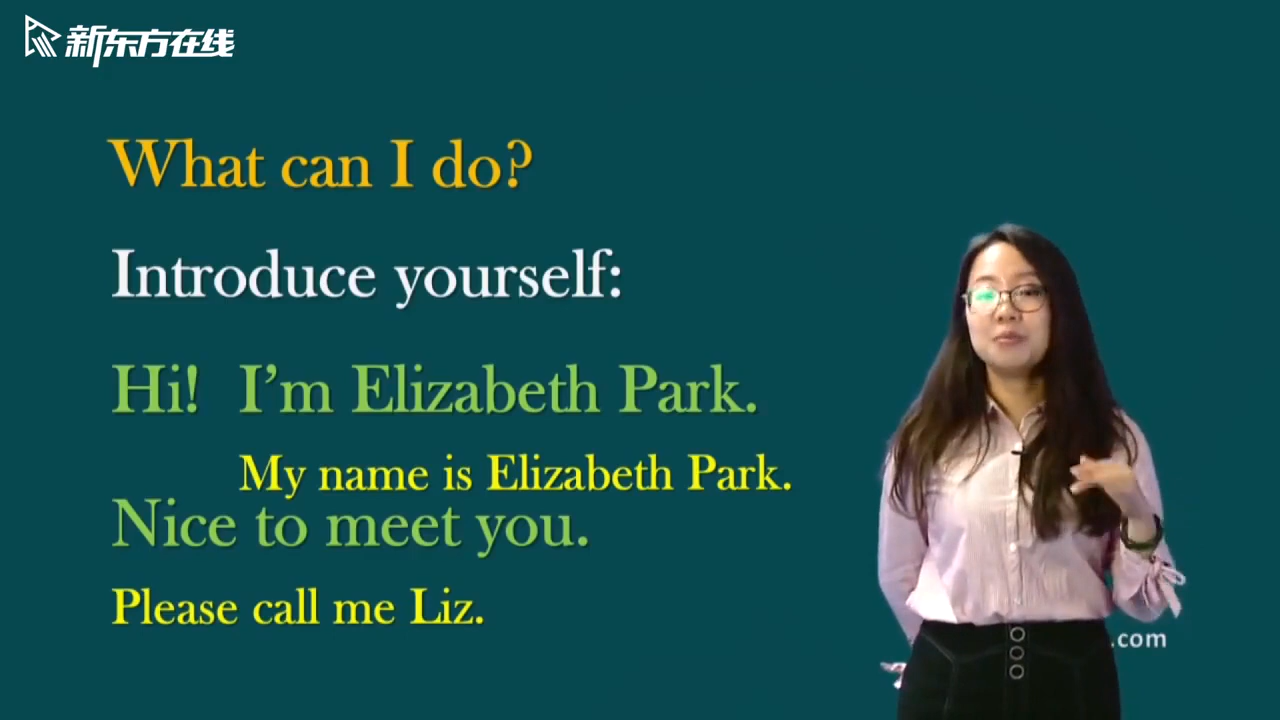 新东方在线
What can I do?
Introduce yourself:
Hi! I'm Elizabeth Park.
My name is Elizabeth Park.
Nice to meet you.
Please call me Liz.
.com